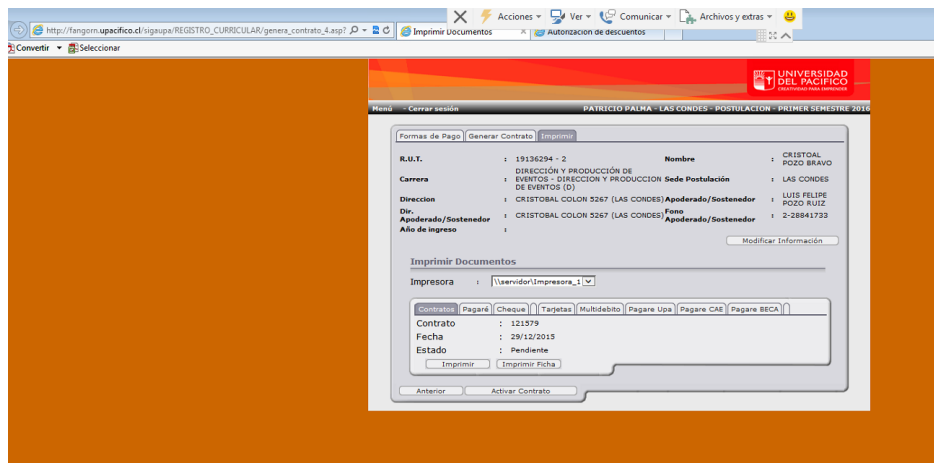 Acciones Ver Comunicar Archivos y extras
http://fangorn.upacifico.cl/sigaupa/REGISTRO_CURRICULAR/genera_contrato_4.asp?
Imprimir Documentos
Autorizacion de descuentos
Convertir Seleccionar
UNIVERSIDAD
DEL PACIFICO
CREATIVIDAD PARA EMPRENDER
Menú - Cerrar sesión PATRICIO PALMA - LAS CONDES - POSTULACION - PRIMER SEMESTRE 2016
Formas de Pago Generar Contrato Imprimir
R.U.T. : 19136294 - 2 Nombre : CRISTOAL POZO BRAVO
Carrera : DIRECCIÓN Y PRODUCCIÓN DE EVENTOS - DIRECCION Y PRODUCCION DE EVENTOS (D) Sede Postulación : LAS CONDES
Direccion : CRISTOBAL COLON 5267 (LAS CONDES) Apoderado/Sostenedor : LUIS FELIPE POZO RUIZ
Dir. Apoderado/Sostenedor : CRISTOBAL COLON 5267 (LAS CONDES) Fono Apoderado/Sostenedor : 2-28841733
Año de ingreso :
Modificar Información
Imprimir Documentos
Impresora : \\servidor\Impresora_1
Contratos Pagaré Cheque Tarjetas Multidebito Pagare Upa Pagare CAE Pagare BECA
Contrato : 121579
Fecha : 29/12/2015
Estado : Pendiente
Imprimir Imprimir Ficha
Anterior Activar Contrato